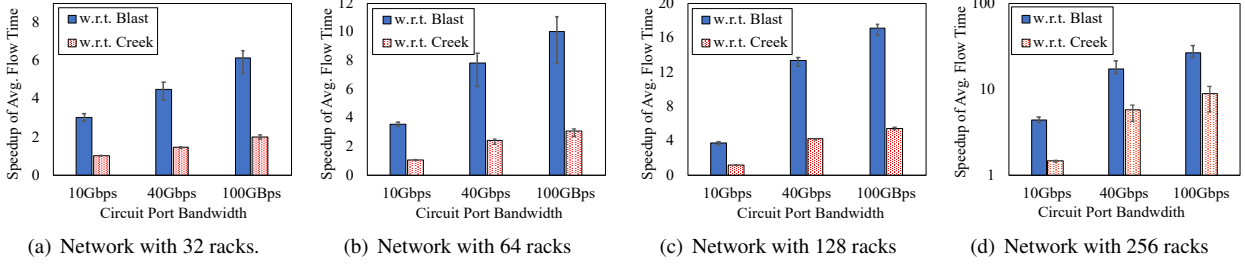 Speedup of Avg. Flow Time
8
6
4
2
0
w.r.t. Blast
w.r.t. Creek
10Gbps 40Gbps 100GBps
Circuit Port Bandwidth
(a) Network with 32 racks.
Speedup of Avg. Flow Time
12
10
8
6
4
2
0
w.r.t. Blast
w.r.t. Creek
10Gbps 40Gbps 100GBps
Circuit Port Bandwidth
(b) Network with 64 racks
Speedup of Avg. Flow Time
20
16
12
8
4
0
w.r.t. Blast
w.r.t. Creek
10Gbps 40Gbps 100Gbps
Circuit Port Bandwidth
(c) Network with 128 racks
Speedup of Avg. Flow Time
100
10
1
w.r.t. Blast
w.r.t. Creek
10Gbps 40Gbps 100Gbps
Circuit Port Bandwdith
(d) Network with 256 racks